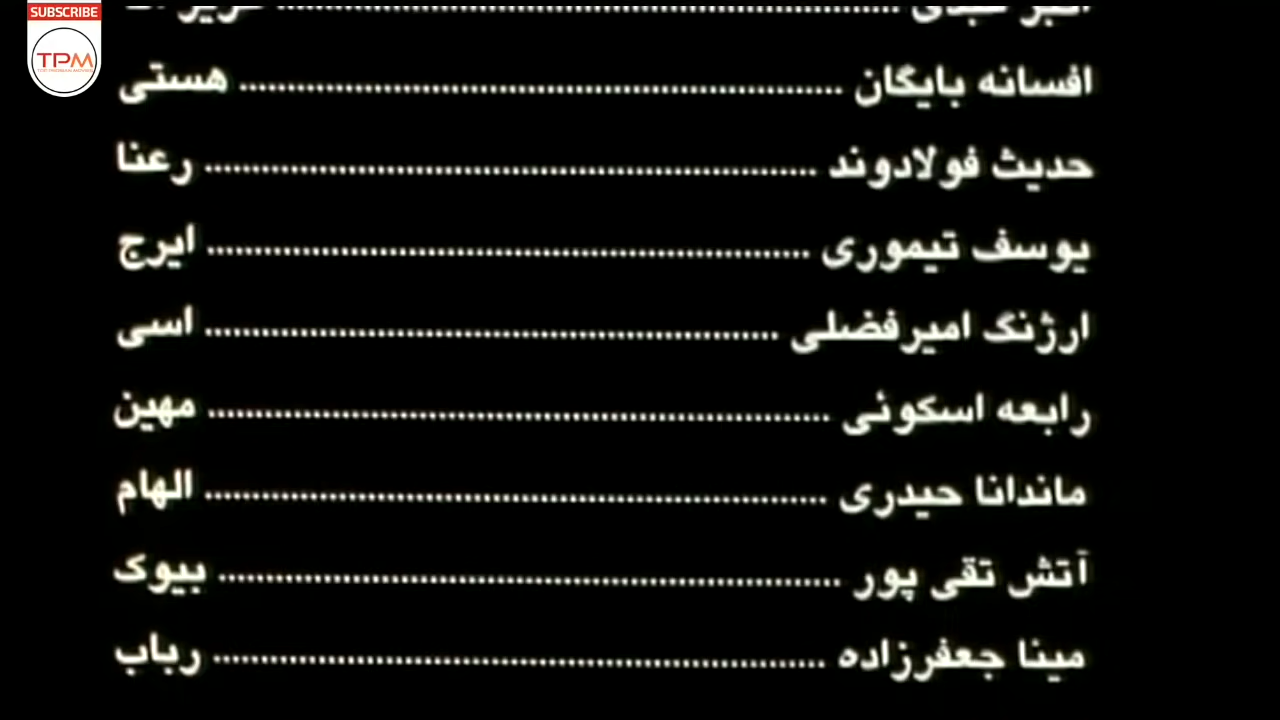 SUBSCRIBE
TPM
افسانه بایگان ........................ هستی
حدیث فولادوند ........................ رعنا
یوسف تیموری ........................ ایرج
ارژنگ امیرفضلی ........................ اسی
رابعه اسکوئی ........................ مهین
ماندانا حیدری ........................ الهام
آتش تقی پور ........................ بیوک
مینا جعفرزاده ........................ رباب